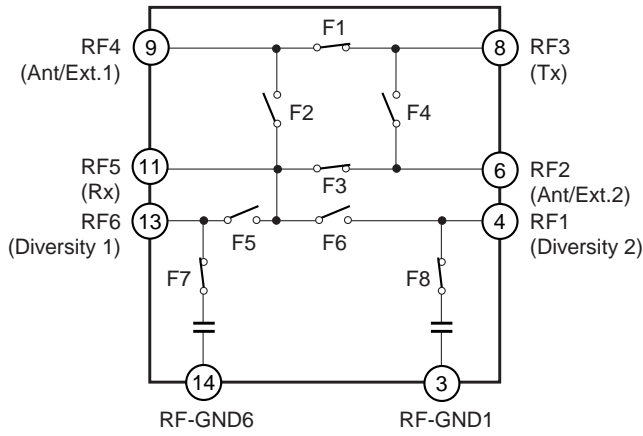 F1
RF4
9
8
RF3
(Ant/Ext.1)
(Tx)
F2
F4
RF5
11
6
RF2
(Rx)
F3
(Ant/Ext.2)
RF6
13
4
RF1
(Diversity 1)
F5
F6
(Diversity 2)
F7
F8
14
3
RF-GND6
RF-GND1